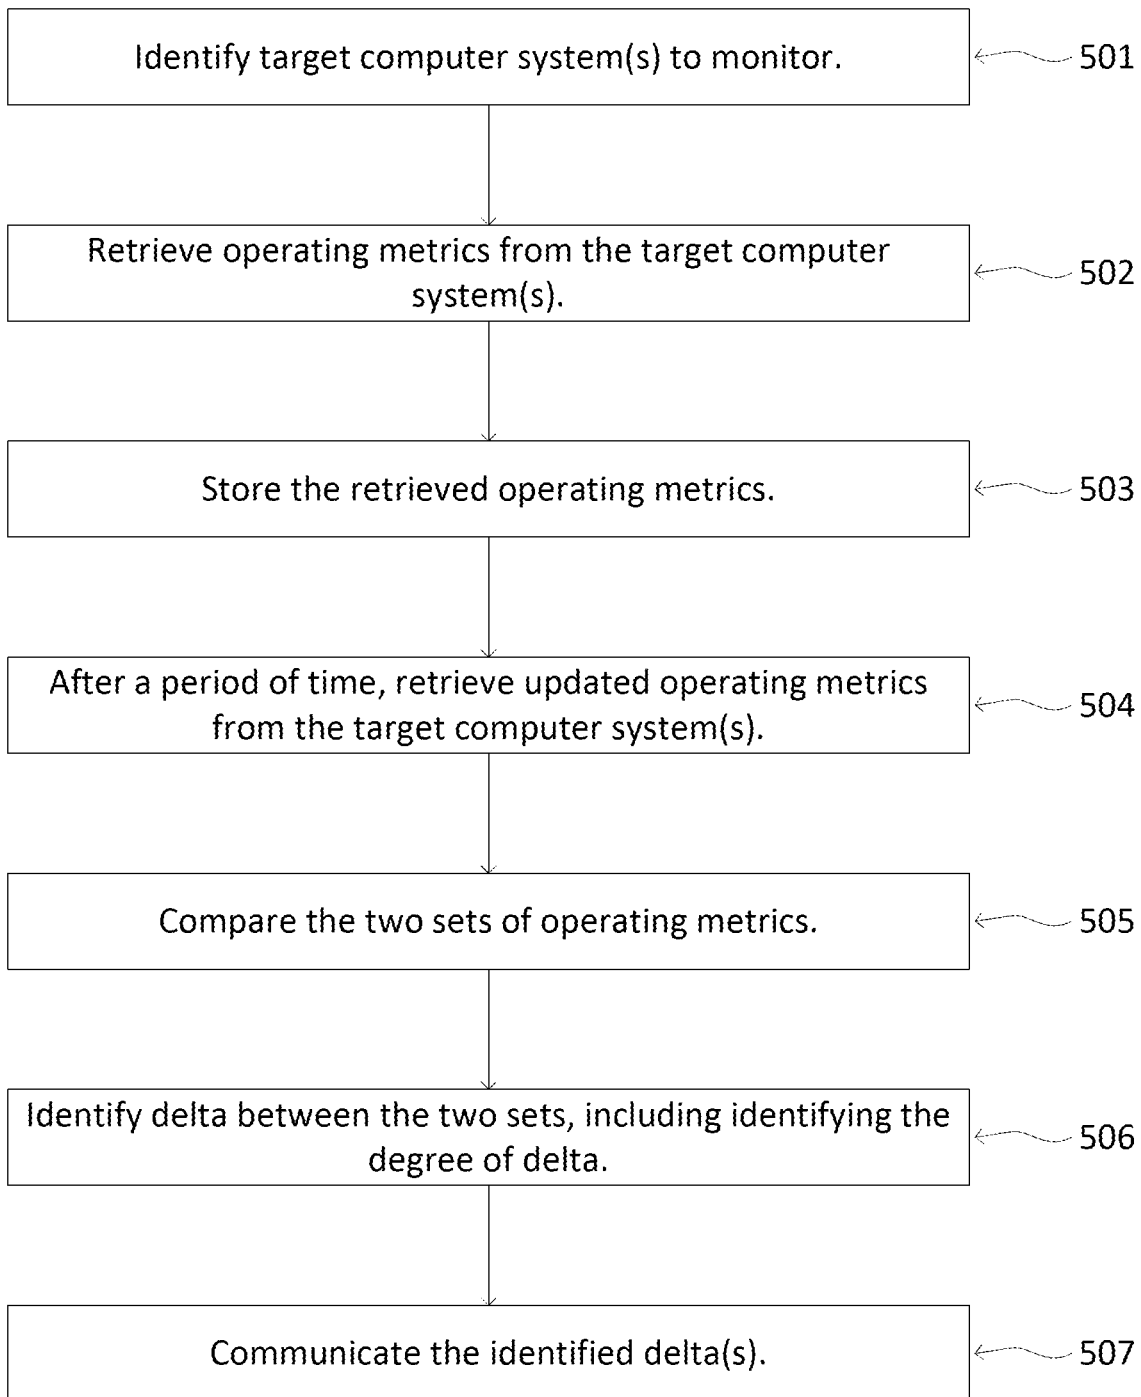 Identify target computer system(s) to monitor.
501
Retrieve operating metrics from the target computer
system(s).
502
Store the retrieved operating metrics.
503
After a period of time, retrieve updated operating metrics
from the target computer system(s).
504
Compare the two sets of operating metrics.
505
Identify delta between the two sets, including identifying the
degree of delta.
506
Communicate the identified delta(s).
507